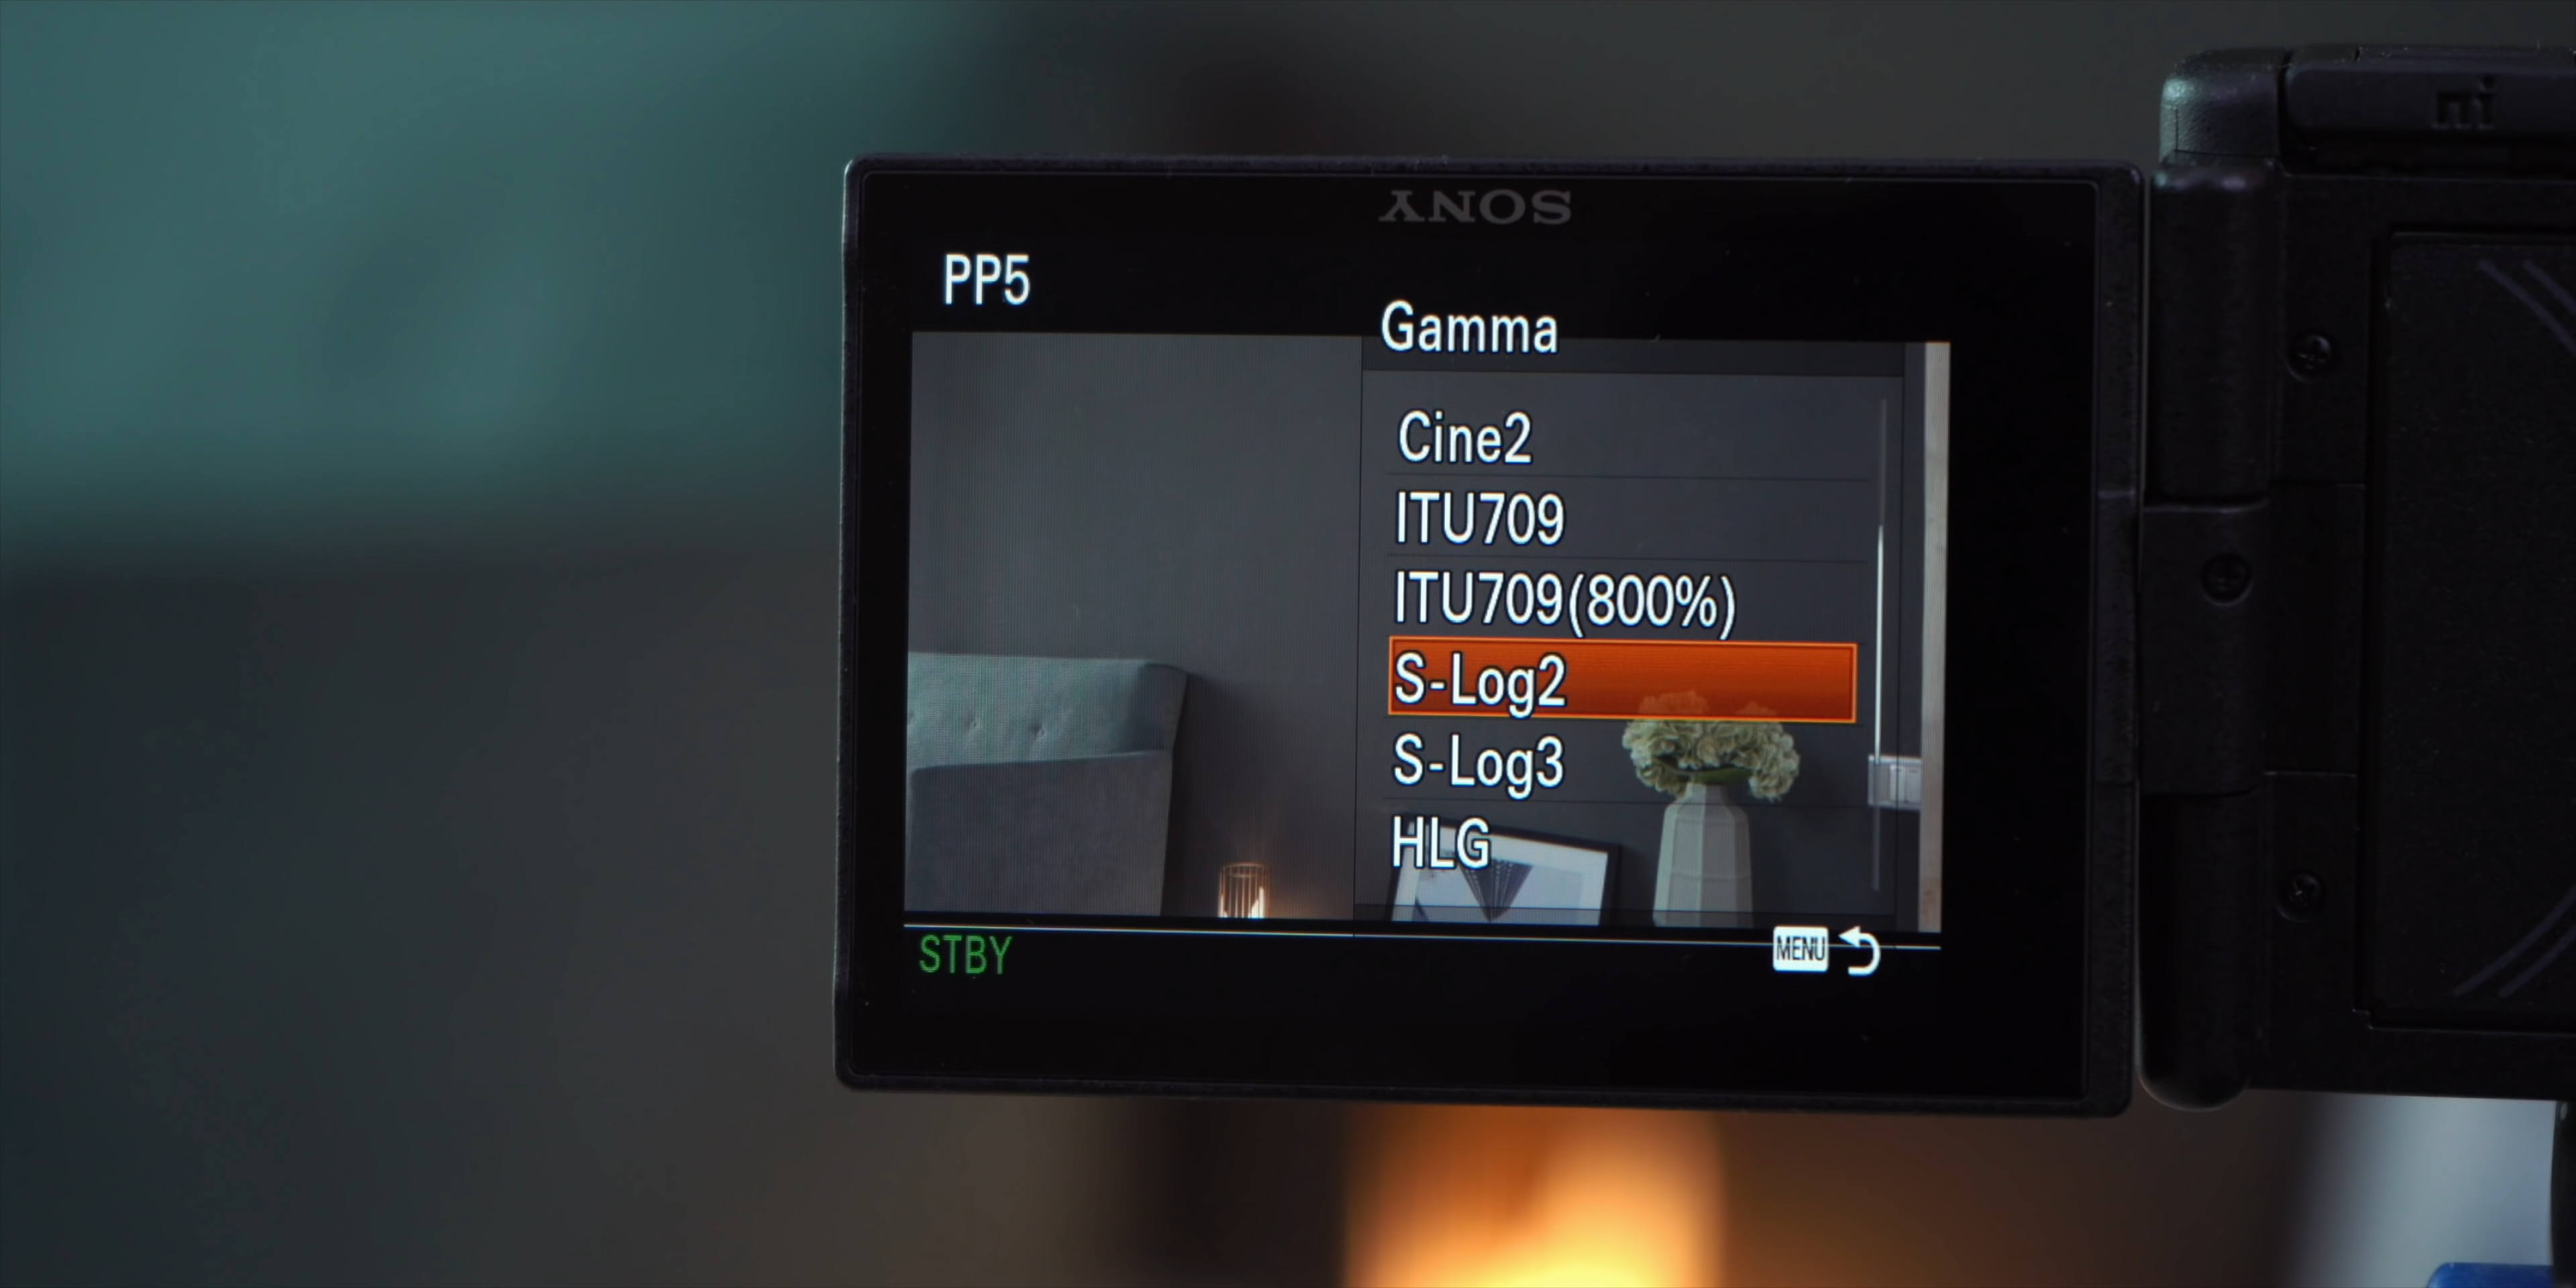 SONY
PP5
Gamma
Cine2
ITU709
ITU709(800%)
S-Log2
S-Log3
HLG
STBY
MENU